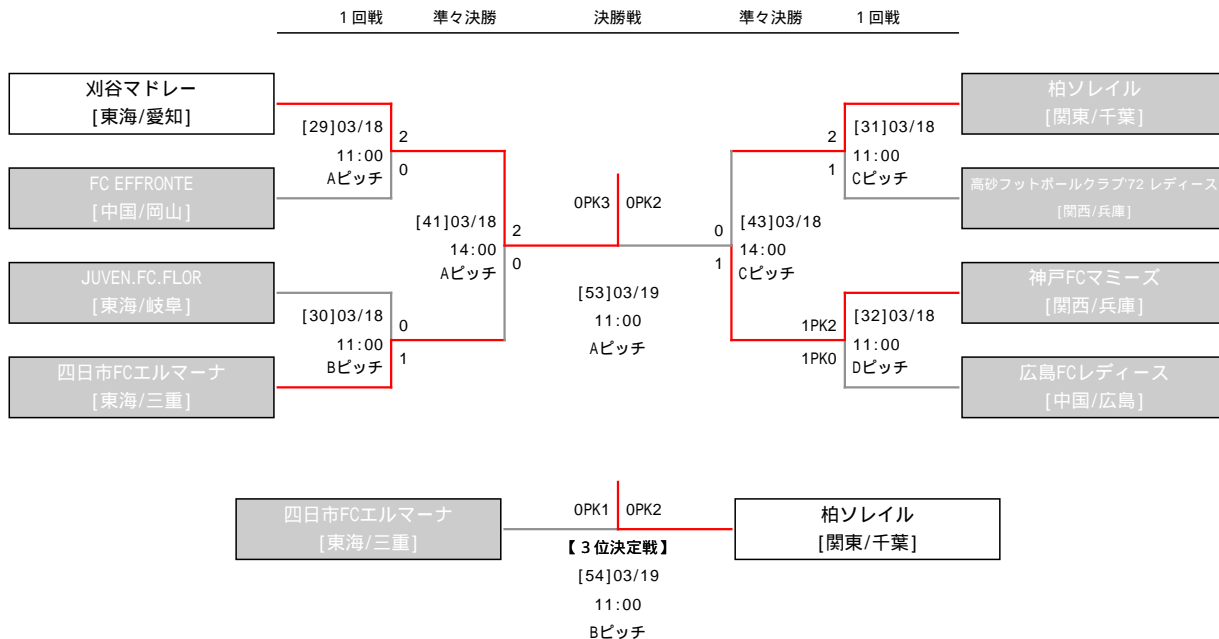 1回戦 準々決勝 決勝戦 準々決勝 1回戦
刈谷マドレー
[東海/愛知]
FC EFFRONTE
[中国/岡山]
JUVEN.FC.FLOR
[東海/岐阜]
四日市FCエルマーナ
[東海/三重]
[29]03/18
11:00
Aピッチ
2
0
[30]03/18
11:00
Bピッチ
0
1
[41]03/18
14:00
Aピッチ
2
0
0PK3 0PK2
[53]03/19
11:00
Aピッチ
0
1
[43]03/18
14:00
Cピッチ
2
1
[31]03/18
11:00
Cピッチ
1PK2
1PK0
[32]03/18
11:00
Dピッチ
柏ソレイル
[関東/千葉]
高砂フットボールクラブ'72 レディース
[関西/兵庫]
神戸FCマミーズ
[関西/兵庫]
広島FCレディース
[中国/広島]
四日市FCエルマーナ
[東海/三重]
0PK1 0PK2
柏ソレイル
[関東/千葉]
【3位決定戦】
[54]03/19
11:00
Bピッチ